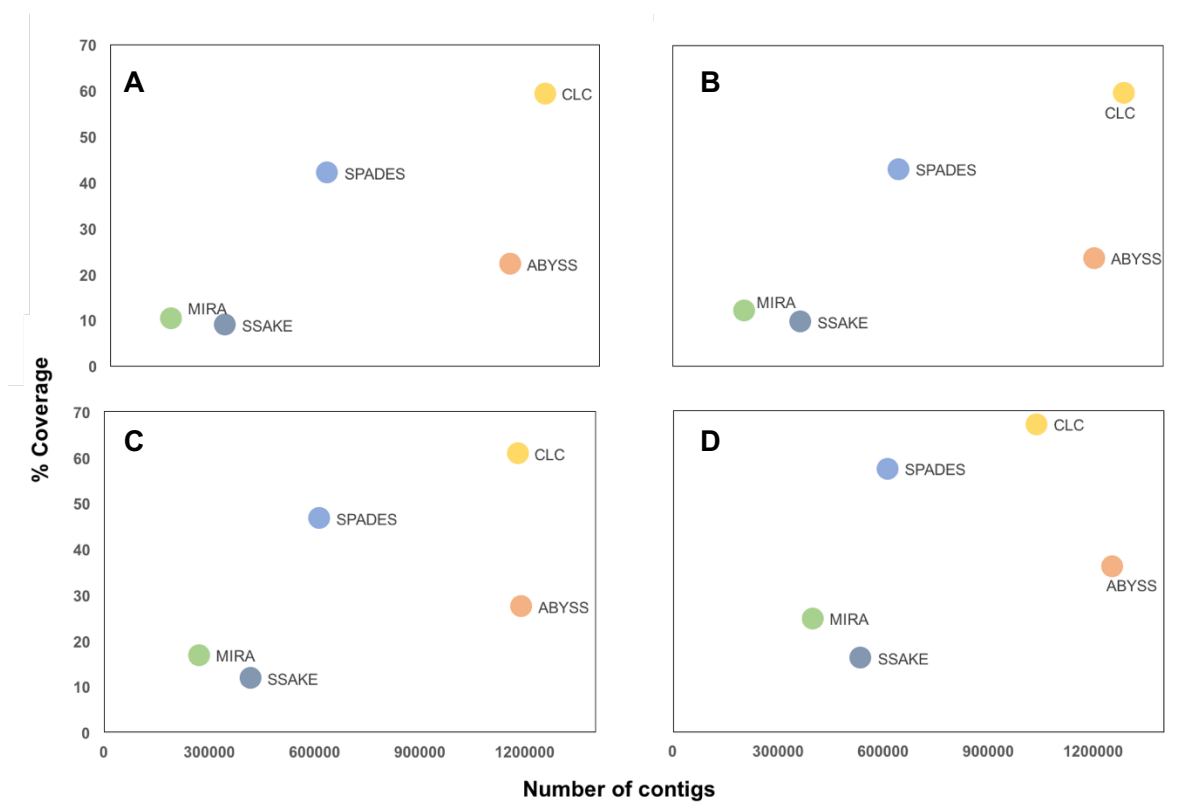 70
60
50
40
30
20
10
0
A
CLC
SPADES
ABYSS
MIRA
SSAKE
B
CLC
SPADES
ABYSS
MIRA
SSAKE
% Coverage
70
60
50
40
30
20
10
0
C
CLC
SPADES
ABYSS
MIRA
SSAKE
0 300000 600000 900000 1200000
D
CLC
SPADES
ABYSS
MIRA
SSAKE
0 300000 600000 900000 1200000
Number of contigs